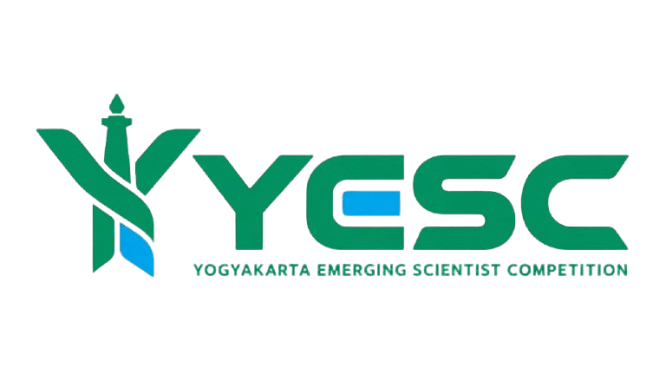 YESC
YOGYAKARTA EMERGING SCIENTIST COMPETITION